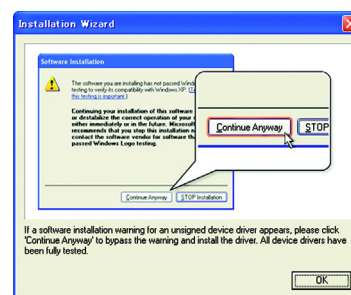 Installation Wizard
Software Installation
The software you are installing has not passed Wind
testing to verify its compatibility with Windows XP. (
this testing is important.)
Continuing your installation of this software
or destabilize the correct operation of your
either immediately or in the future. Microsoft
recommends that you stop this installation n
contact the software vendor for software th
passed Windows Logo testing.
Continue Anyway STOP Installation
Continue Anyway STOP
If a software installation warning for an unsigned device driver appears, please click
'Continue Anyway' to bypass the warning and install the driver. All device drivers have
been fully tested.
OK